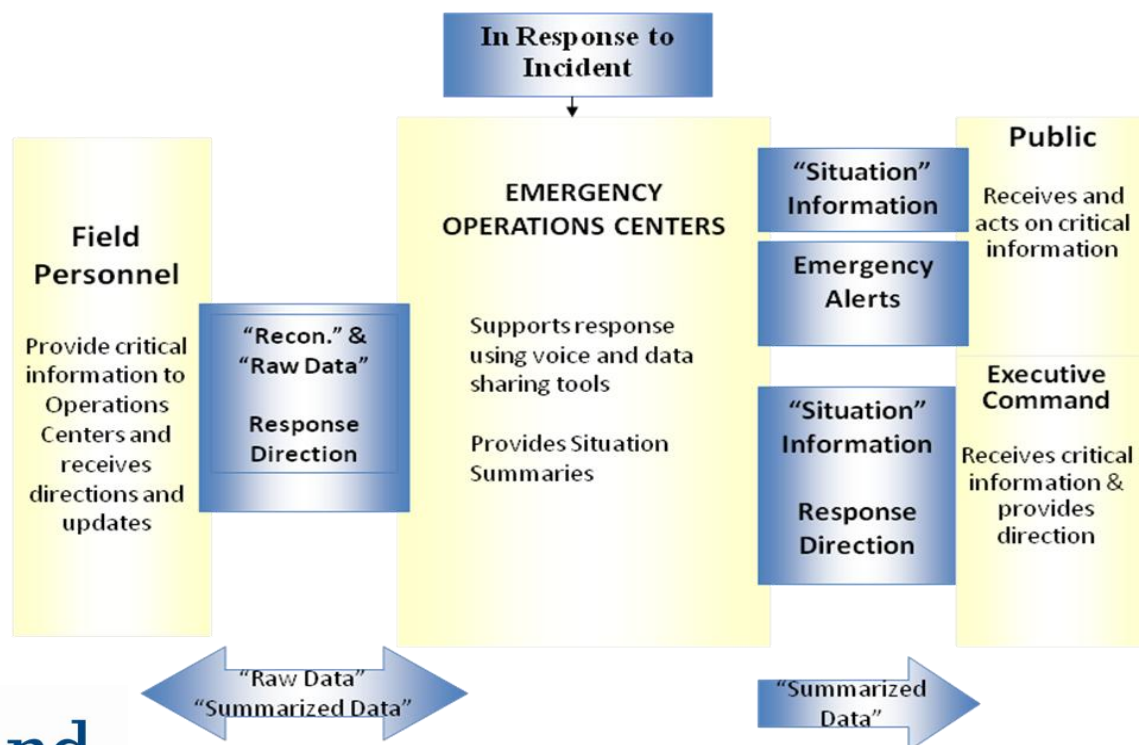 In Response to
Incident
Field
Personnel
Provide critical
information to
Operations
Centers and
receives
directions and
updates
“Recon.” &
“Raw Data”
Response
Direction
EMERGENCY
OPERATIONS CENTERS
Supports response
using voice and data
sharing tools
Provides Situation
Summaries
“Situation”
Information
Emergency
Alerts
“Situation”
Information
Response
Direction
Public
Receives and
acts on critical
information
Executive
Command
Receives critical
information &
provides
direction
“Raw Data”
“Summarized Data”
“Summarized
Data”